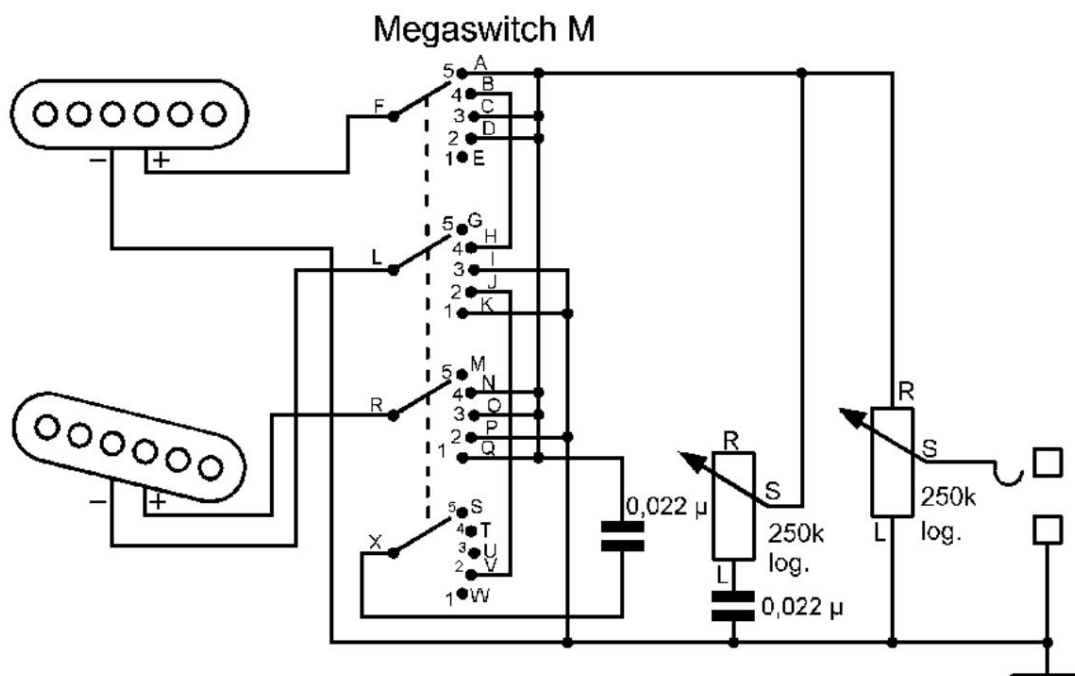 Megaswitch M
5 A
4 B
F
3 C
2 D
1 E
− +
5 G
4 H
L
3 I
2 J
1 K
5 M
4 N
R
3 O
2 P
1 Q
− +
5 S
4 T
X
3 U
2 V
1 W
0,022 µ
R
S
250k
log.
L
0,022 µ
R
S
250k
log.
L